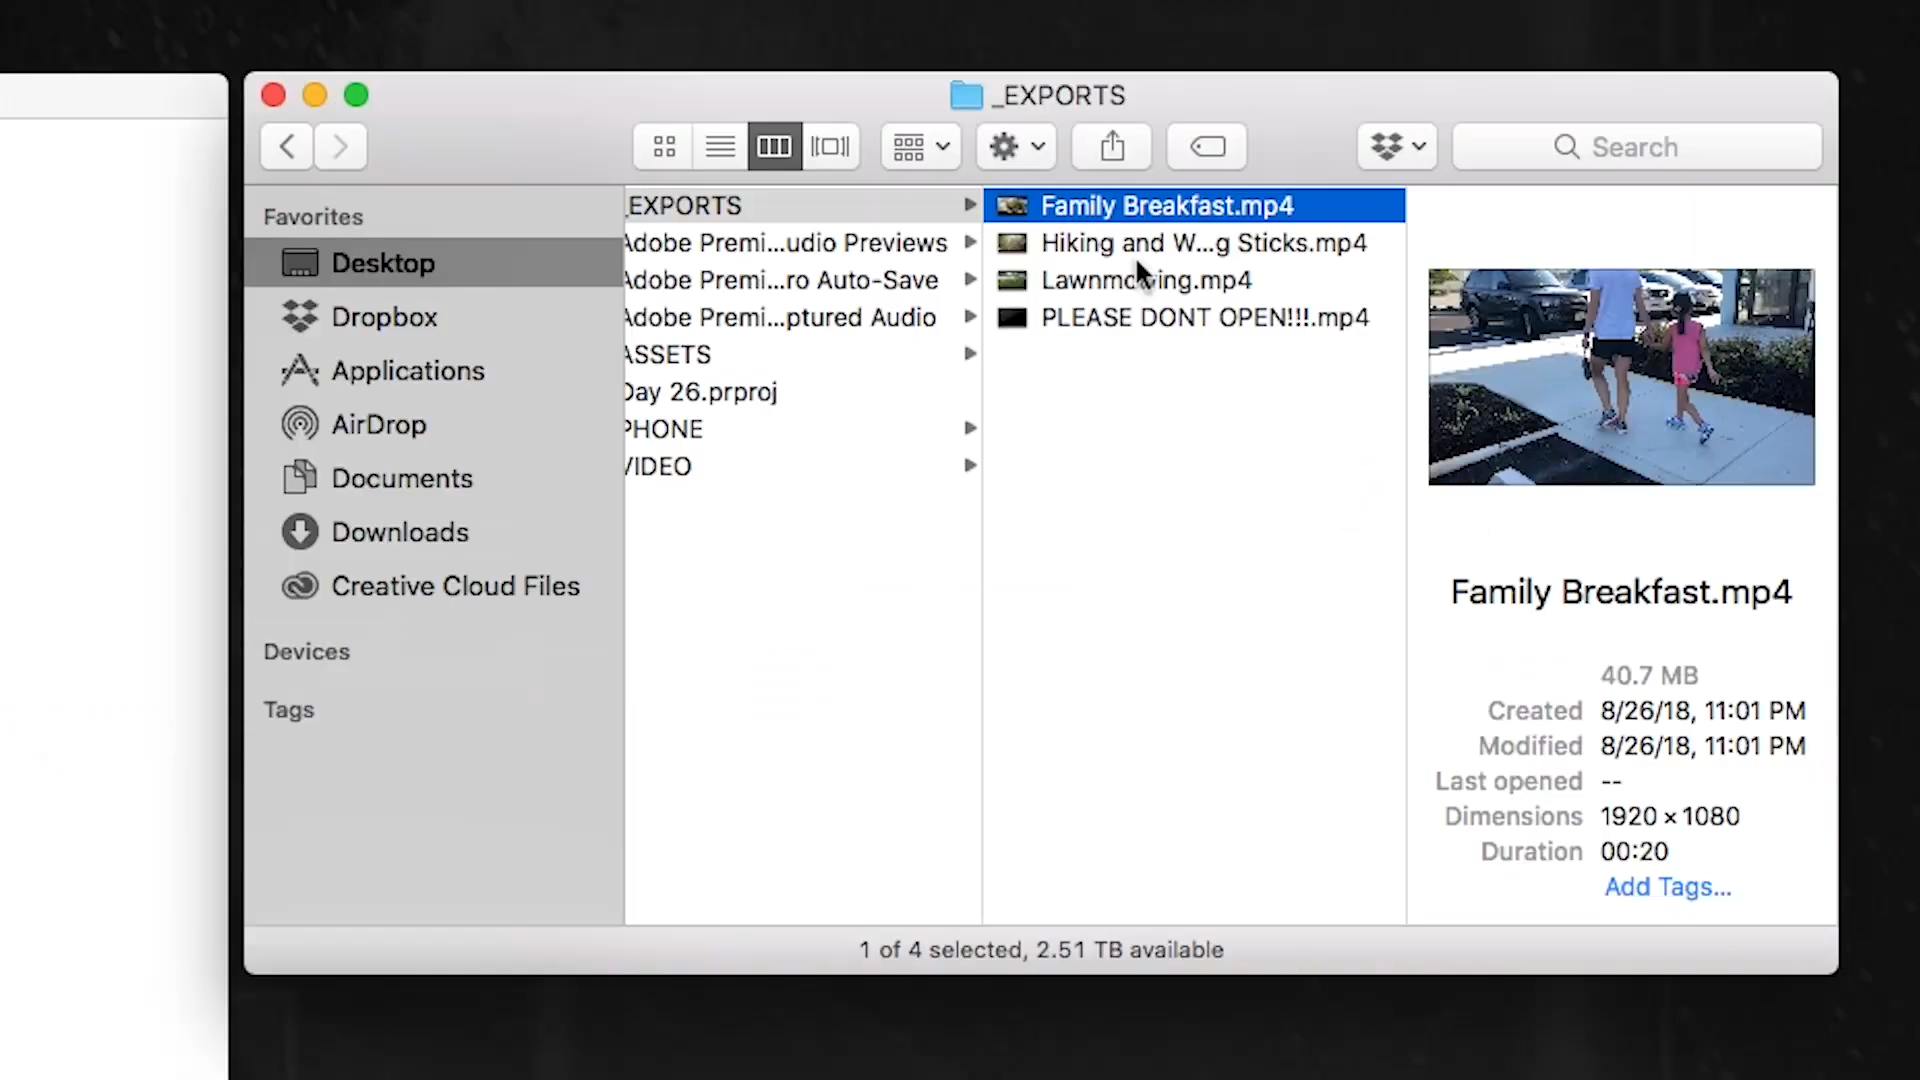 _EXPORTS
Search
Favorites
Desktop
Dropbox
Applications
AirDrop
Documents
Downloads
Creative Cloud Files
Devices
Tags
_EXPORTS
Adobe Premi...udio Previews
Adobe Premi...ro Auto-Save
Adobe Premi...ptured Audio
ASSETS
Day 26.prproj
PHONE
VIDEO
Family Breakfast.mp4
Hiking and W...g Sticks.mp4
Lawnmowing.mp4
PLEASE DONT OPEN!!!.mp4
Family Breakfast.mp4
40.7 MB
Created 8/26/18, 11:01 PM
Modified 8/26/18, 11:01 PM
Last opened --
Dimensions 1920 × 1080
Duration 00:20
Add Tags...
1 of 4 selected, 2.51 TB available